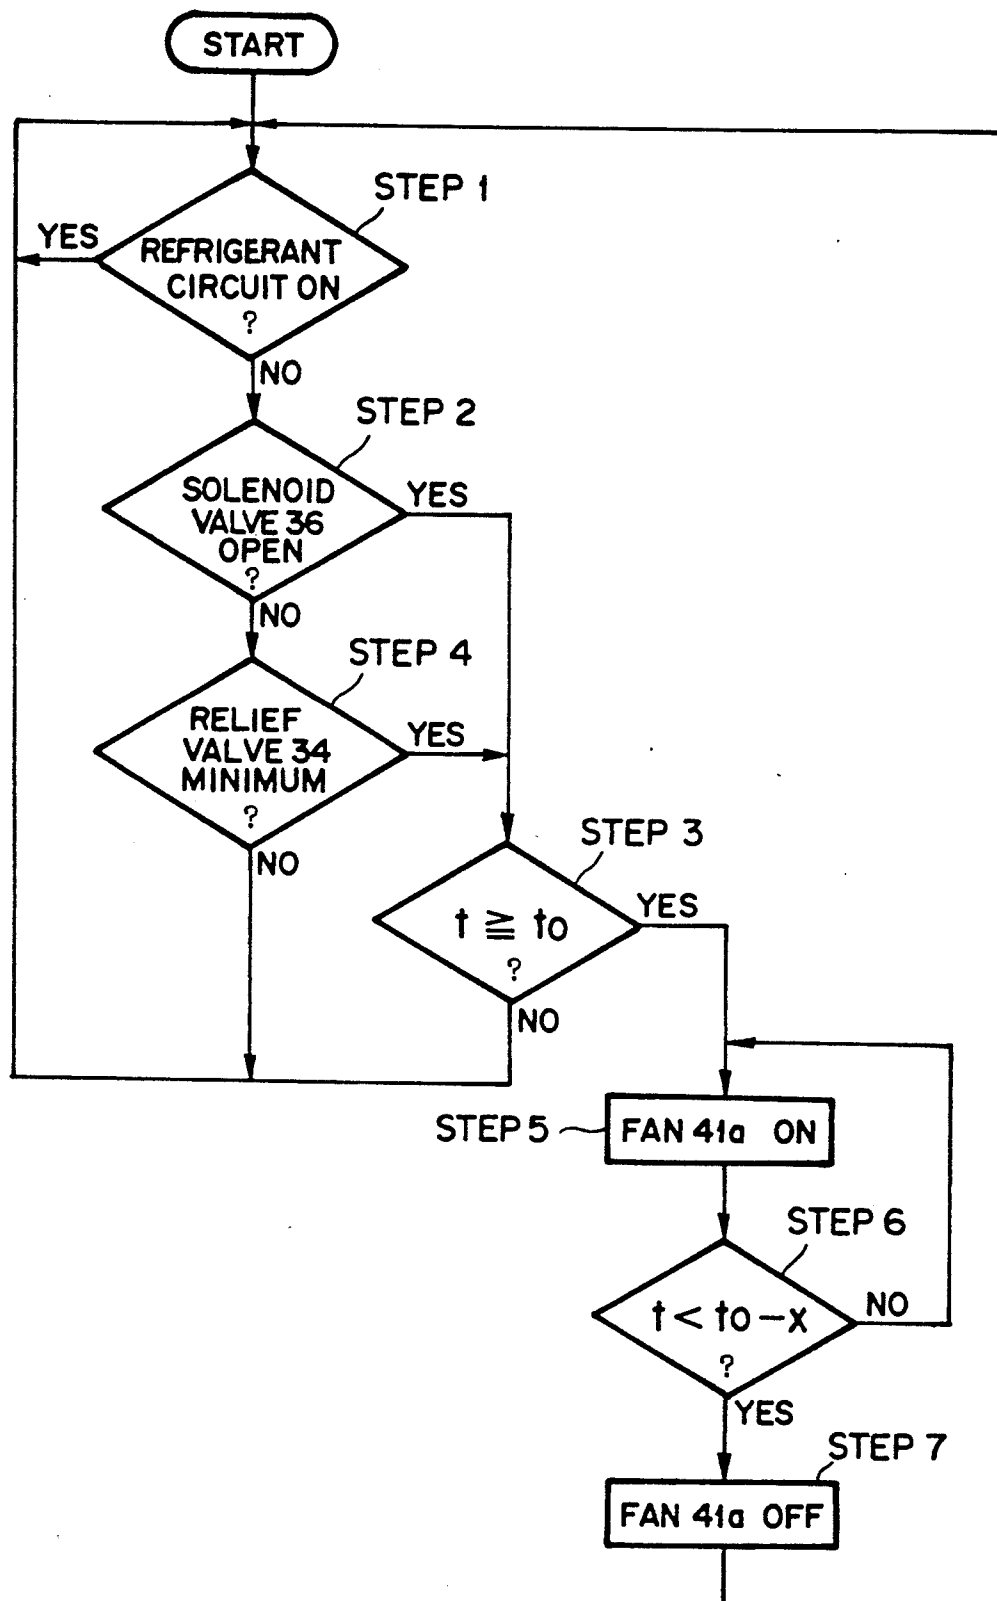 START
STEP 1
YES
REFRIGERANT
CIRCUIT ON
?
NO
STEP 2
SOLENOID
VALVE 36
OPEN
?
YES
NO
STEP 4
RELIEF
VALVE 34
MINIMUM
?
YES
NO
STEP 3
t ≧ to
?
YES
NO
STEP 5
FAN 41a ON
STEP 6
t < to - x
?
NO
YES
STEP 7
FAN 41a OFF